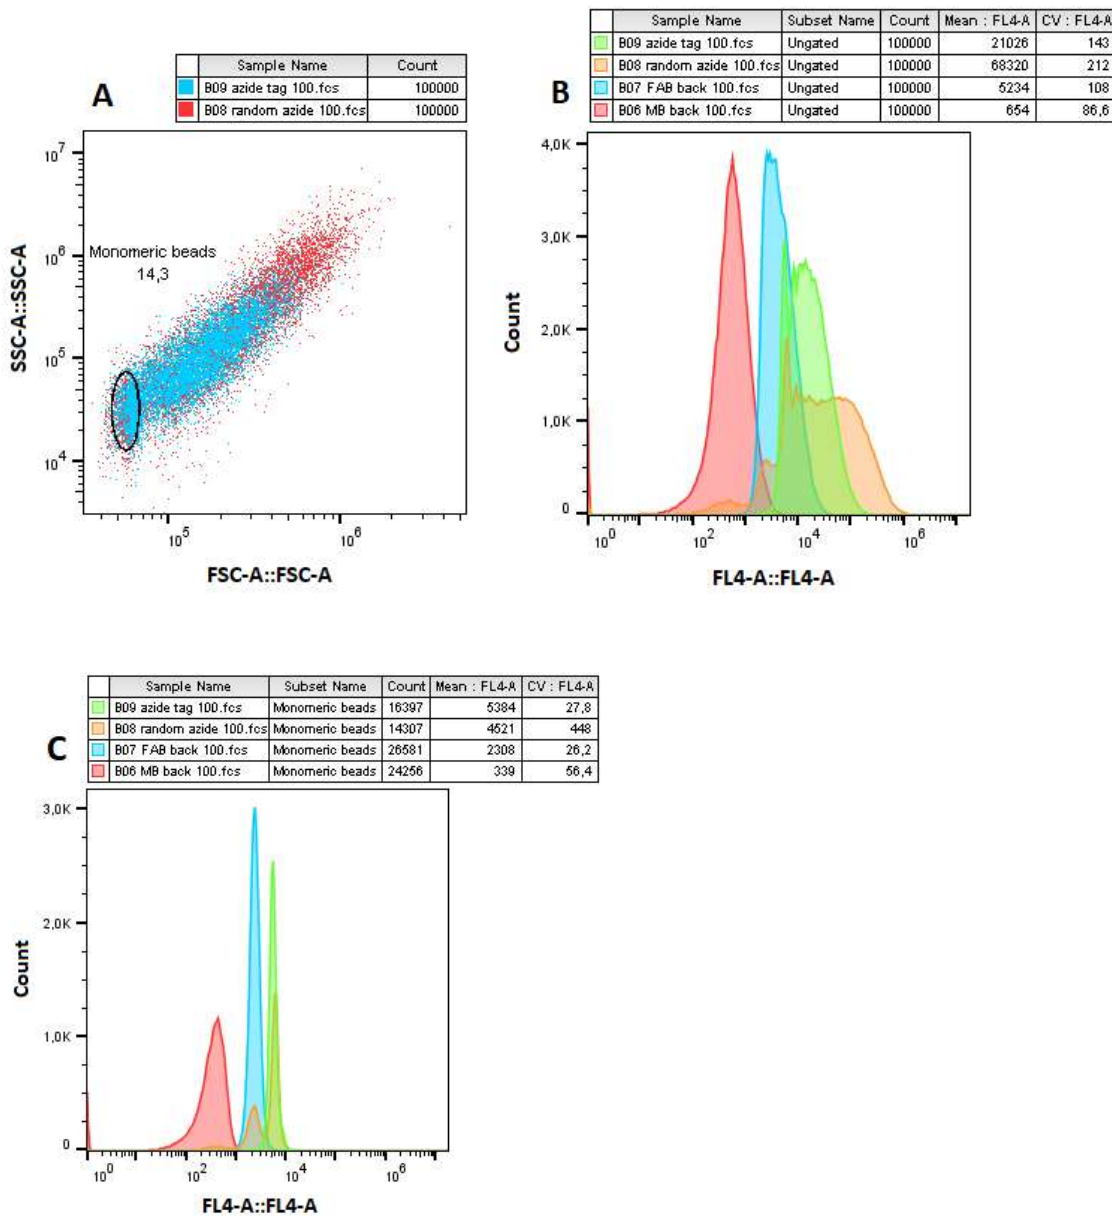 A
Sample Name Count
B09 azide tag 100.fcs 100000
B08 random azide 100.fcs 100000
10^7
10^6
10^5
10^4
SSC-A::SSC-A
Monomeric beads
14,3
10^5 10^6
FSC-A::FSC-A
B
Sample Name Subset Name Count Mean : FL4-A CV : FL4-A
B09 azide tag 100.fcs Ungated 100000 21026 143
B08 random azide 100.fcs Ungated 100000 68320 212
B07 FAB back 100.fcs Ungated 100000 5234 108
B06 MB back 100.fcs Ungated 100000 654 86,6
4,0K
3,0K
2,0K
1,0K
0
Count
10^0 10^2 10^4 10^6
FL4-A::FL4-A
C
Sample Name Subset Name Count Mean : FL4-A CV : FL4-A
B09 azide tag 100.fcs Monomeric beads 16397 5384 27,8
B08 random azide 100.fcs Monomeric beads 14307 4521 448
B07 FAB back 100.fcs Monomeric beads 26581 2308 26,2
B06 MB back 100.fcs Monomeric beads 24256 339 56,4
3,0K
2,0K
1,0K
0
Count
10^0 10^2 10^4 10^6
FL4-A::FL4-A